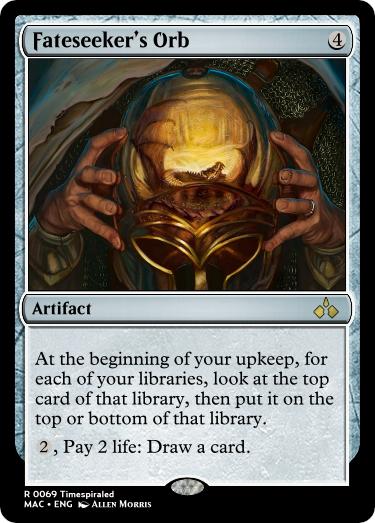 Fateseeker's Orb 4
Artifact
At the beginning of your upkeep, for
each of your libraries, look at the top
card of that library, then put it on the
top or bottom of that library.
2 , Pay 2 life: Draw a card.
R 0069 Timespiraled
MAC • ENG Allen Morris